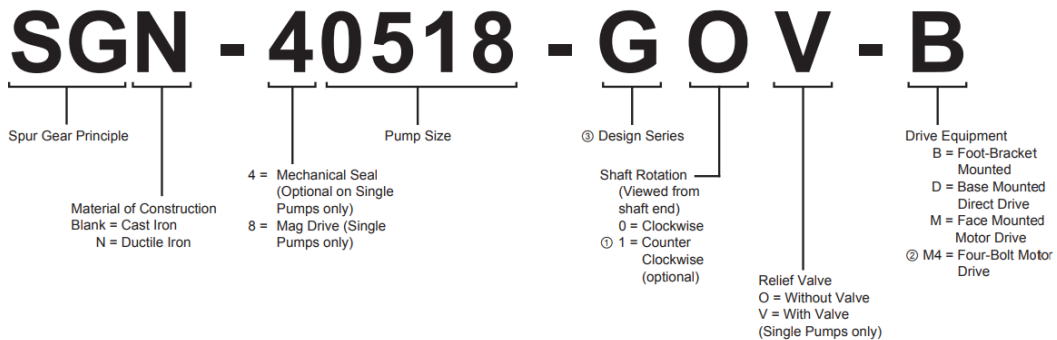 SGN - 40518 - GOV - B
Spur Gear Principle
Material of Construction
Blank = Cast Iron
N = Ductile Iron
4 = Mechanical Seal
(Optional on Single
Pumps only)
8 = Mag Drive (Single
Pumps only)
Pump Size
③ Design Series
Shaft Rotation
(Viewed from
shaft end)
0 = Clockwise
① 1 = Counter
Clockwise
(optional)
Relief Valve
O = Without Valve
V = With Valve
(Single Pumps only)
Drive Equipment
B = Foot-Bracket
Mounted
D = Base Mounted
Direct Drive
M = Face Mounted
Motor Drive
② M4 = Four-Bolt Motor
Drive